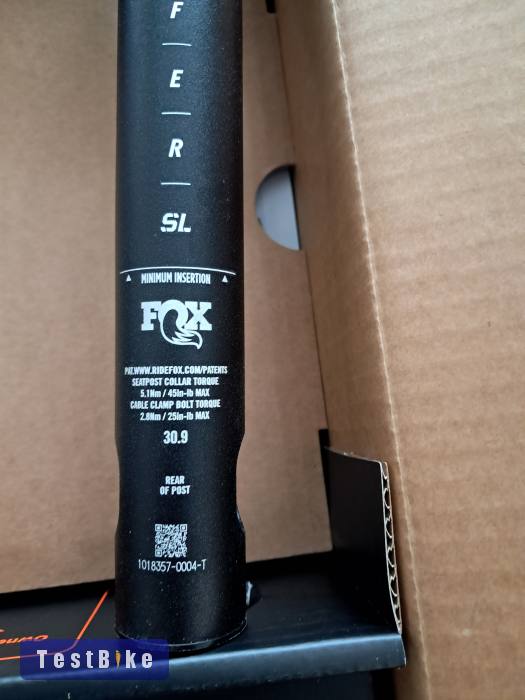 F
E
R
SL
MINIMUM INSERTION
FOX
PAT.WWW.RIDEFOX.COM/PATENTS
SEATPOST COLLAR TORQUE
5.1Nm / 45in-lb MAX
CABLE CLAMP BOLT TORQUE
2.8Nm / 25in-lb MAX
30.9
REAR
OF POST
1018357-0004-T
TestBike